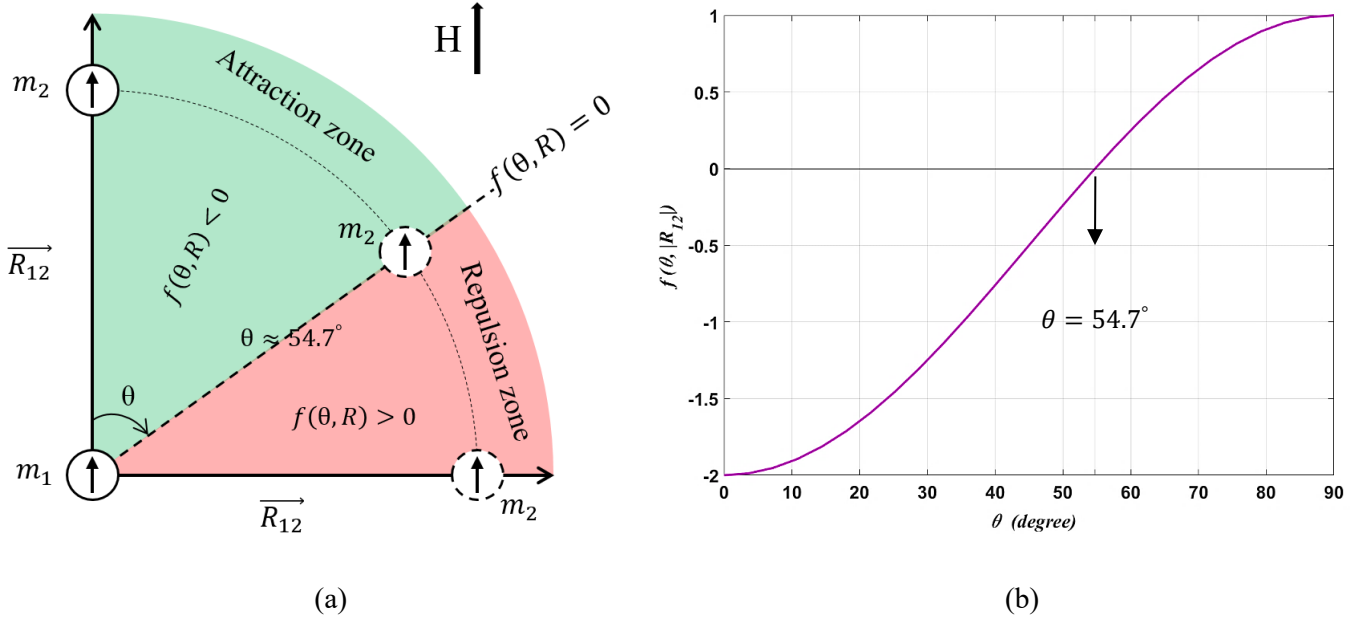 H
m₂
Attraction zone
f(θ, R) = 0
f(θ, R) < 0
m₂
R₁₂
Repulsion zone
θ ≈ 54.7°
θ
f(θ, R) > 0
m₁
R₁₂
m₂
(a)
1
0.5
0
-0.5
-1
-1.5
-2
f(θ, |R₁₂|)
θ = 54.7°
0 10 20 30 40 50 60 70 80 90
θ (degree)
(b)